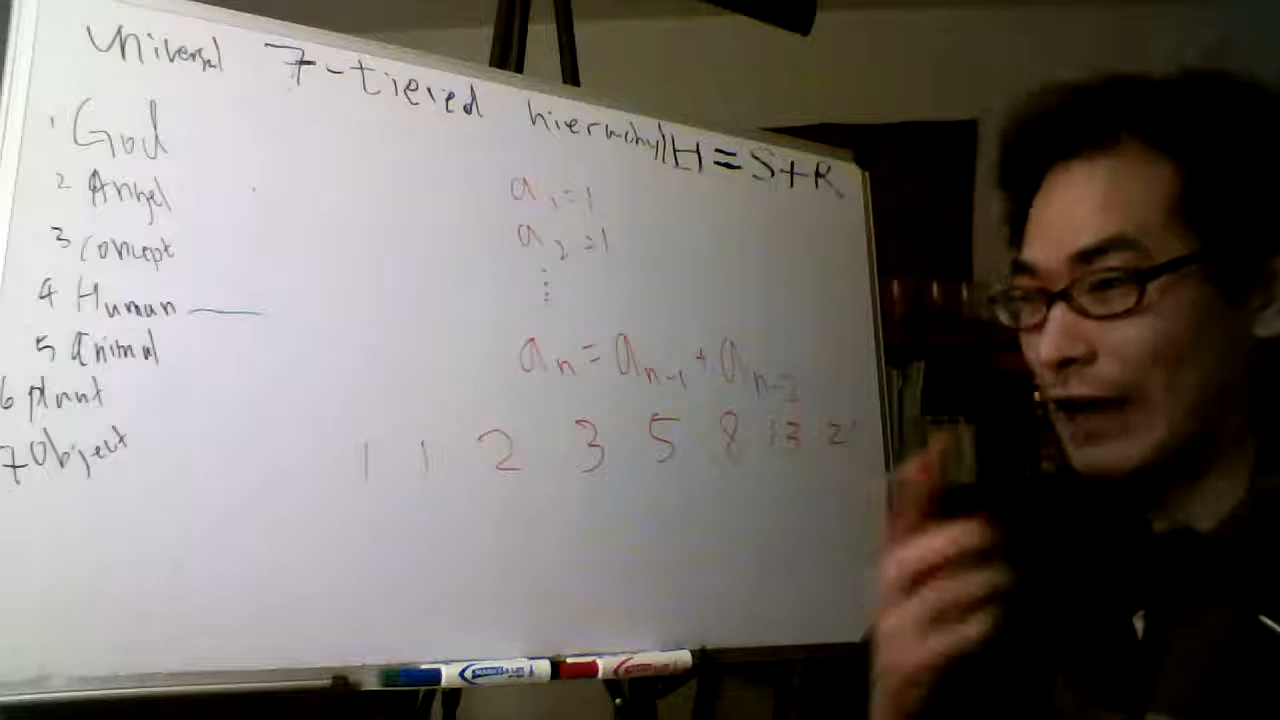 Universal 7-tiered hierarchy H = S+R
1 God
2 Angel
3 concept
4 Human
5 animal
6 plant
7 Object
a1 = 1
a2 = 1
⋮
an = an-1 + an-2
1 1 2 3 5 8 13 21